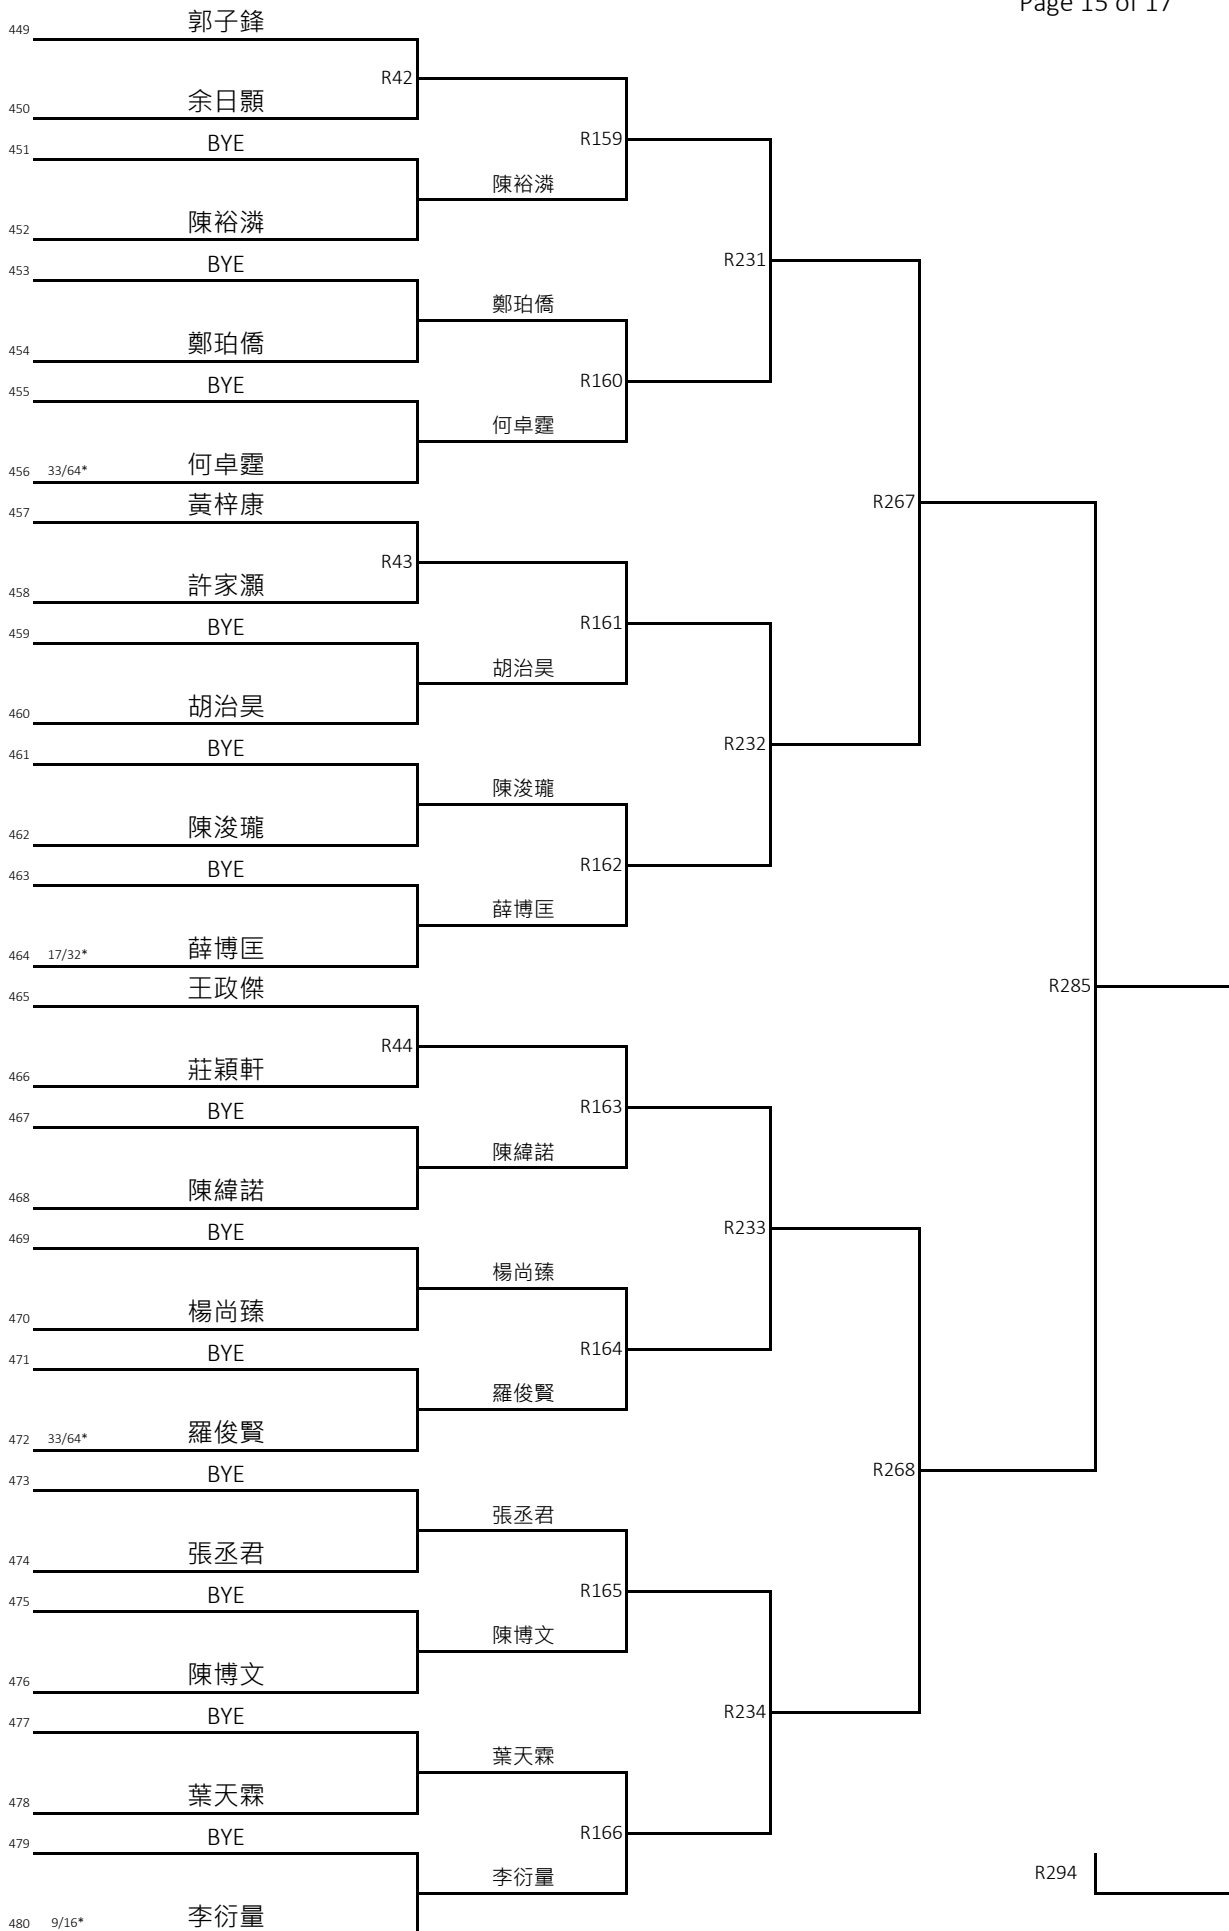 Page 15 of 17
449 郭子鋒
R42
450 余日顥
451 BYE
R159
陳裕潾
452 陳裕潾
453 BYE
R231
鄭珀僑
454 鄭珀僑
455 BYE
R160
何卓霆
456 33/64* 何卓霆
457 黃梓康
R267
R43
458 許家灝
459 BYE
R161
胡治昊
460 胡治昊
461 BYE
R232
陳浚瓏
462 陳浚瓏
463 BYE
R162
薛博匡
464 17/32* 薛博匡
465 王政傑
R285
R44
466 莊穎軒
467 BYE
R163
陳緯諾
468 陳緯諾
469 BYE
R233
楊尚臻
470 楊尚臻
471 BYE
R164
羅俊賢
472 33/64* 羅俊賢
473 BYE
R268
張丞君
474 張丞君
475 BYE
R165
陳博文
476 陳博文
477 BYE
R234
葉天霖
478 葉天霖
479 BYE
R166
李衍量
R294
480 9/16* 李衍量